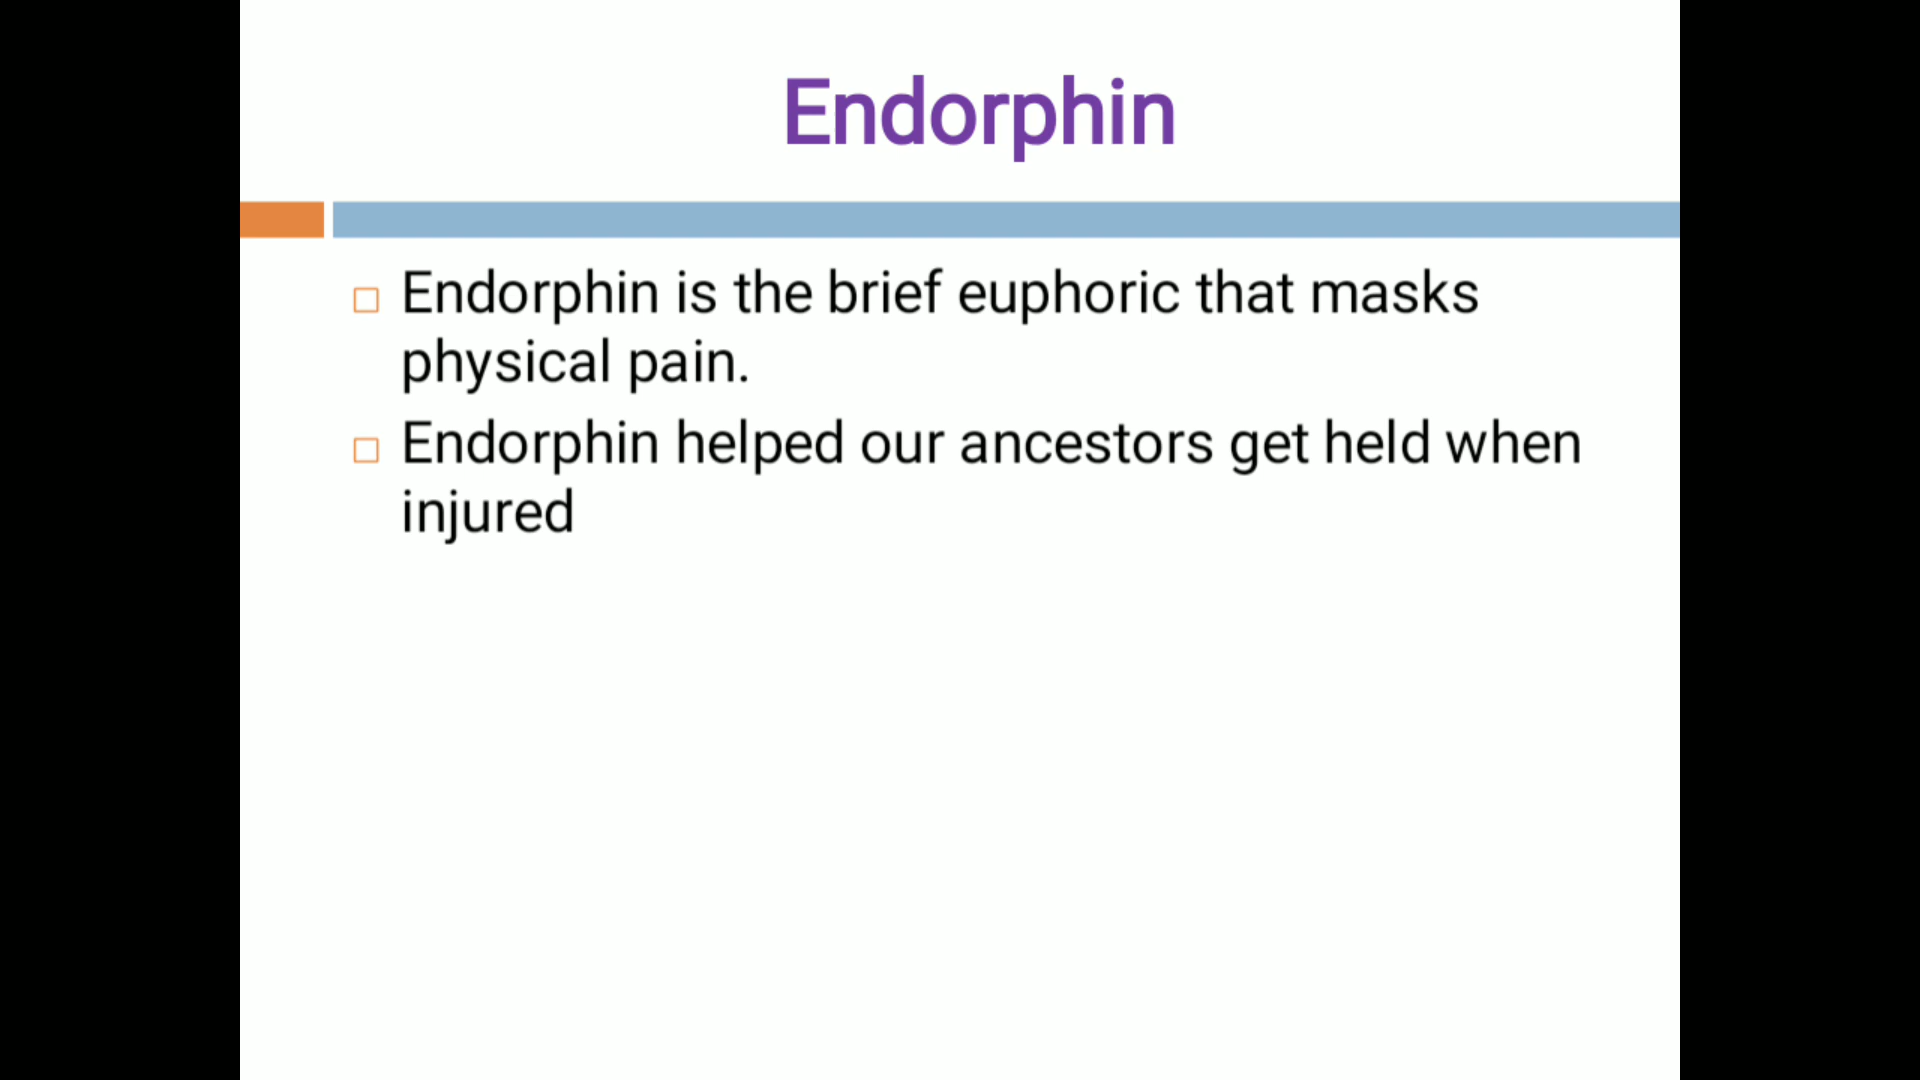 Endorphin
Endorphin is the brief euphoric that masks
physical pain.
Endorphin helped our ancestors get held when
injured